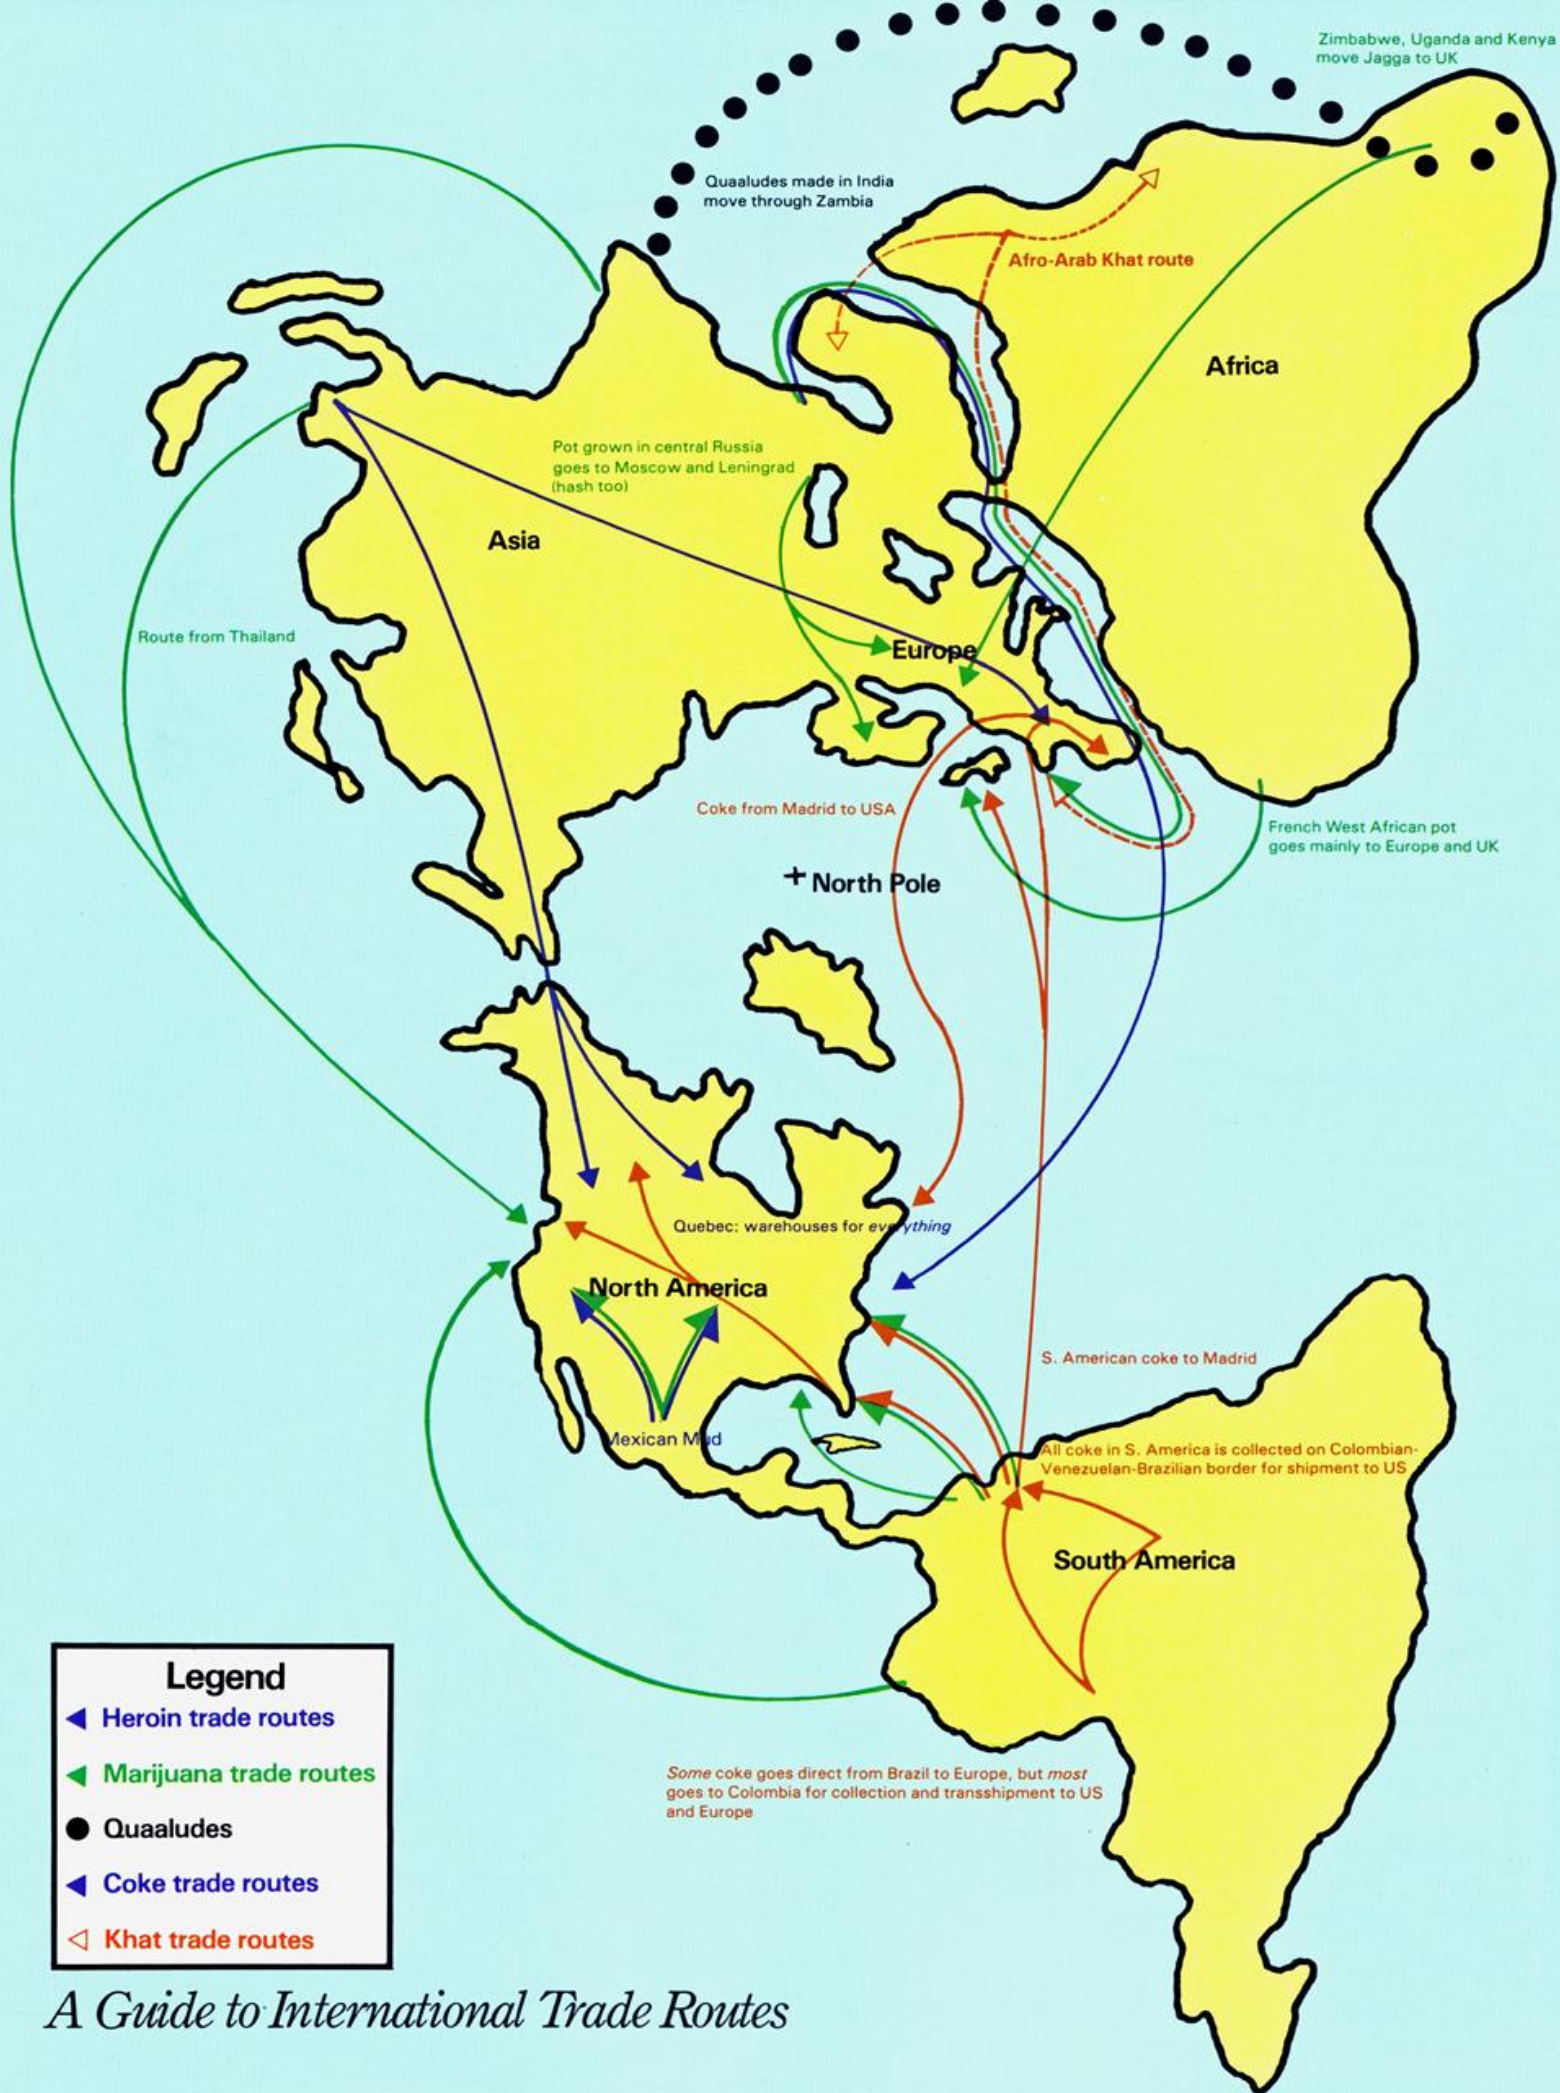 Zimbabwe, Uganda and Kenya
move Jagga to UK
Quaaludes made in India
move through Zambia
Afro-Arab Khat route
Africa
Pot grown in central Russia
goes to Moscow and Leningrad
(hash too)
Asia
Route from Thailand
Europe
Coke from Madrid to USA
French West African pot
goes mainly to Europe and UK
North Pole
Quebec: warehouses for everything
North America
S. American coke to Madrid
Mexican Mud
All coke in S. America is collected on Colombian-
Venezuelan-Brazilian border for shipment to US
South America
Legend
Heroin trade routes
Marijuana trade routes
Quaaludes
Coke trade routes
Khat trade routes
Some coke goes direct from Brazil to Europe, but most
goes to Colombia for collection and transshipment to US
and Europe
A Guide to International Trade Routes